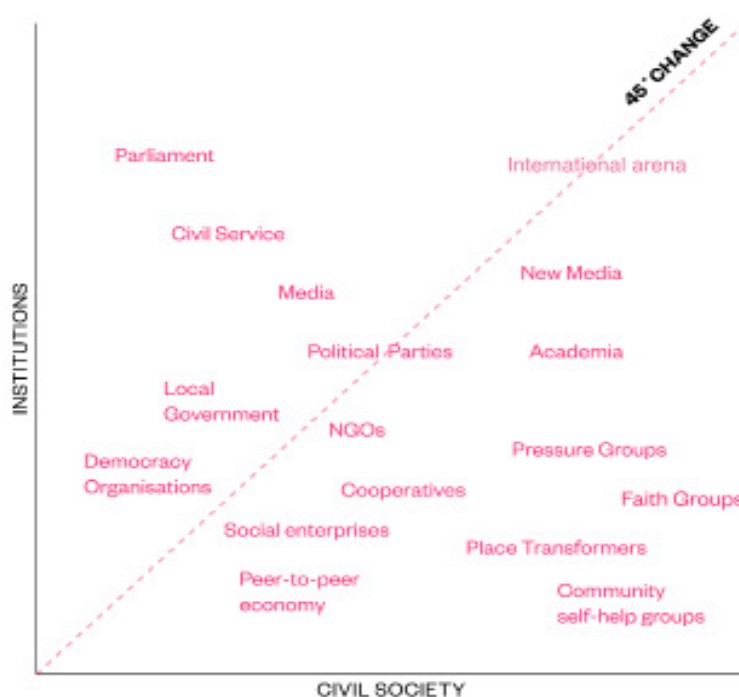 45° CHANGE
Parliament
International arena
Civil Service
New Media
Media
Political Parties
Academia
INSTITUTIONS
Local
Government
NGOs
Pressure Groups
Democracy
Organisations
Cooperatives
Faith Groups
Social enterprises
Place Transformers
Peer-to-peer
economy
Community
self-help groups
CIVIL SOCIETY